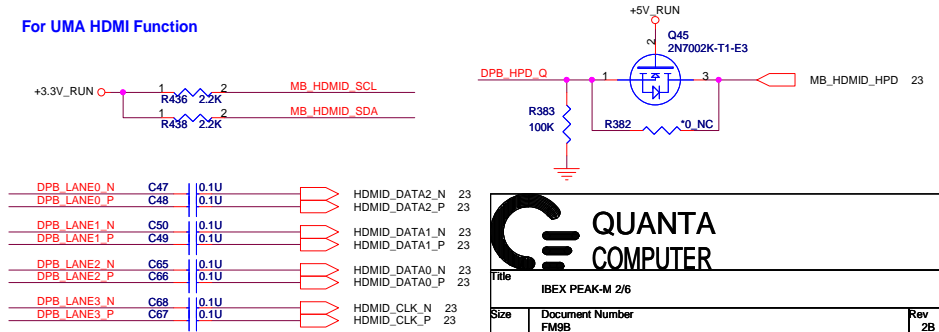 For UMA HDMI Function
+5V_RUN
2
Q45
2N7002K-T1-E3
DPB_HPD_Q
1
3
MB_HDMID_HPD 23
+3.3V_RUN
1
2
MB_HDMID_SCL
R436 2.2K
1
2
MB_HDMID_SDA
R438 2.2K
R383
100K
R382
*0_NC
DPB_LANE0_N C47 0.1U HDMID_DATA2_N 23
DPB_LANE0_P C48 0.1U HDMID_DATA2_P 23
DPB_LANE1_N C50 0.1U HDMID_DATA1_N 23
DPB_LANE1_P C49 0.1U HDMID_DATA1_P 23
DPB_LANE2_N C65 0.1U HDMID_DATA0_N 23
DPB_LANE2_P C66 0.1U HDMID_DATA0_P 23
DPB_LANE3_N C68 0.1U HDMID_CLK_N 23
DPB_LANE3_P C67 0.1U HDMID_CLK_P 23
QUANTA
COMPUTER
Title
IBEX PEAK-M 2/6
Size Document Number Rev
FM9B 2B